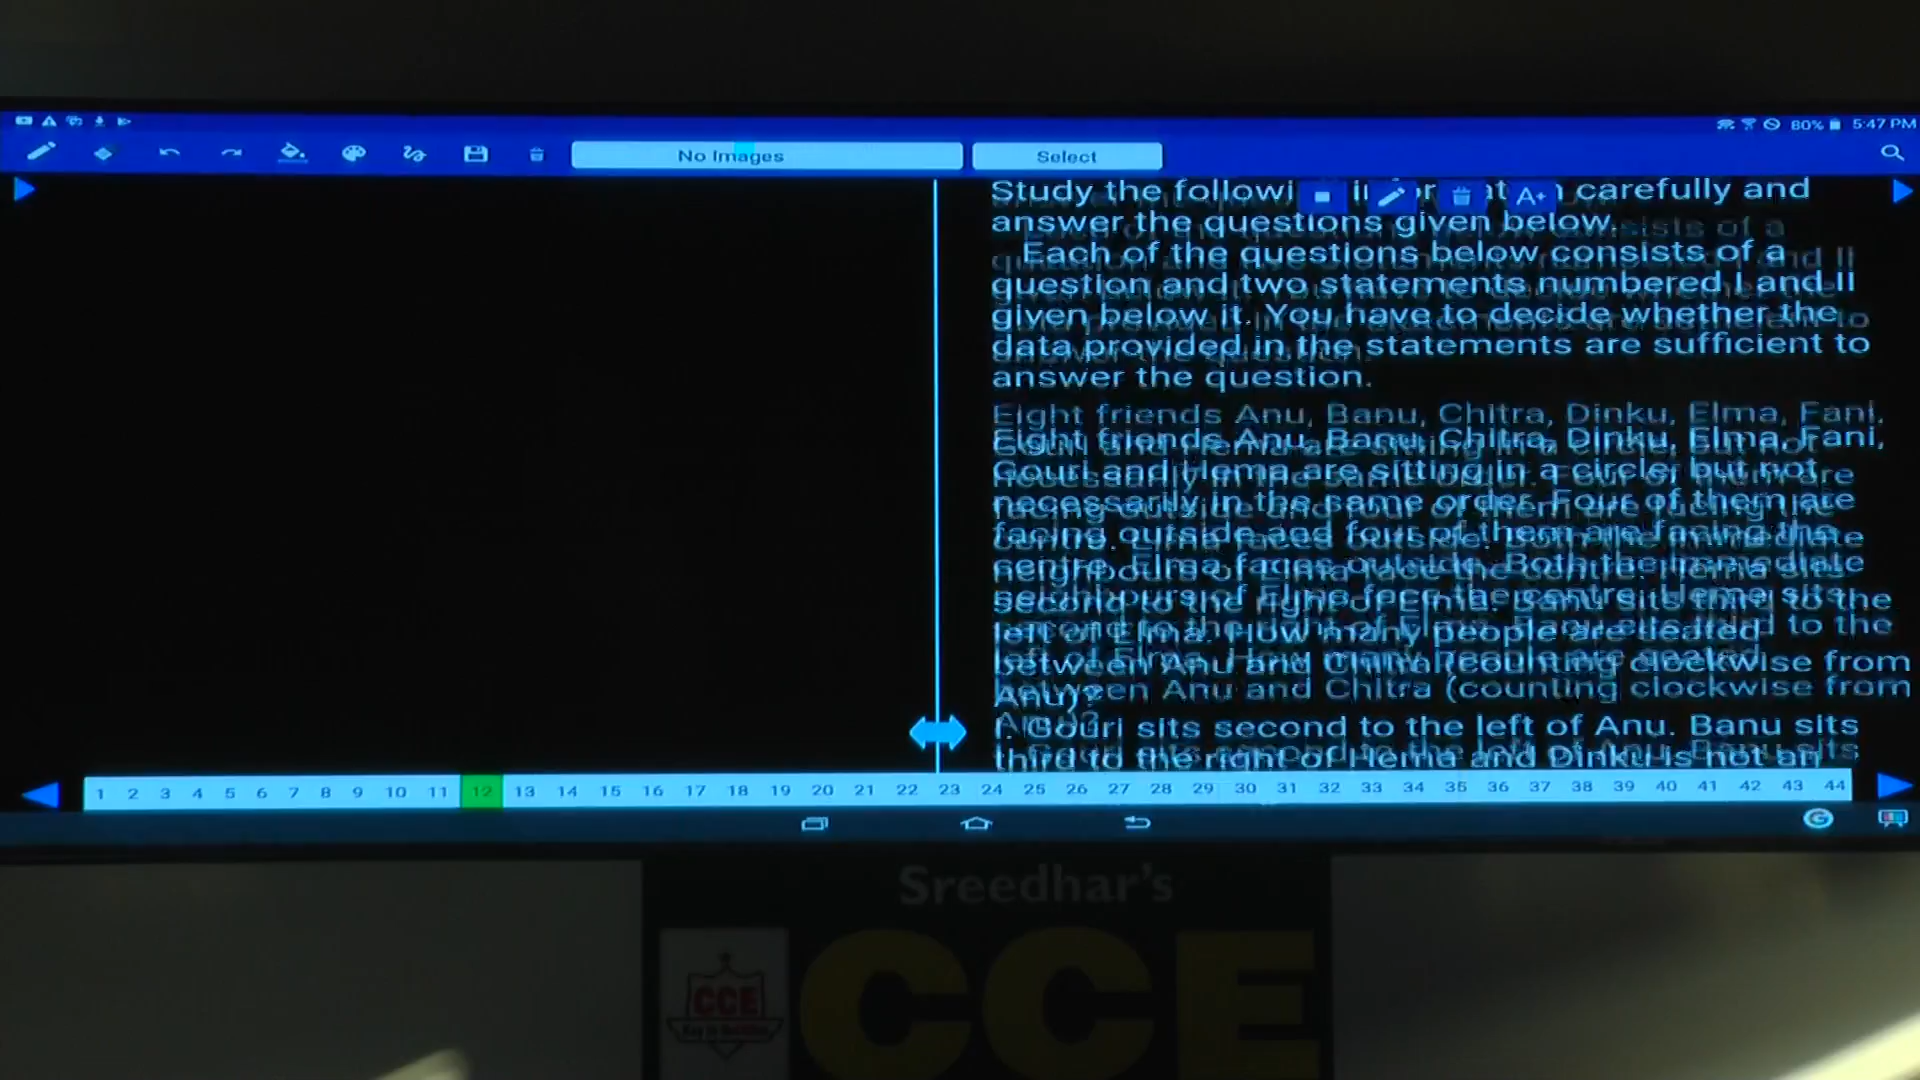 80% 5:47 PM
No Images
Select
A+
Study the following information carefully and
answer the questions given below.
Each of the questions below consists of a
question and two statements numbered I and II
given below it. You have to decide whether the
data provided in the statements are sufficient to
answer the question.
Eight friends Anu, Banu, Chitra, Dinku, Elma, Fani,
Gouri and Hema are sitting in a circle, but not
necessarily in the same order. Four of them are
facing outside and four of them are facing the
centre. Elma faces outside. Both the immediate
neighbours of Elma face the centre. Hema sits
second to the right of Elma. Banu sits third to the
left of Elma. How many people are seated
between Anu and Chitra (counting clockwise from
Anu)?
I. Gouri sits second to the left of Anu. Banu sits
third to the right of Hema and Dinku is not an
1 2 3 4 5 6 7 8 9 10 11 12 13 14 15 16 17 18 19 20 21 22 23 24 25 26 27 28 29 30 31 32 33 34 35 36 37 38 39 40 41 42 43 44
Sreedhar's
CCE
CCE